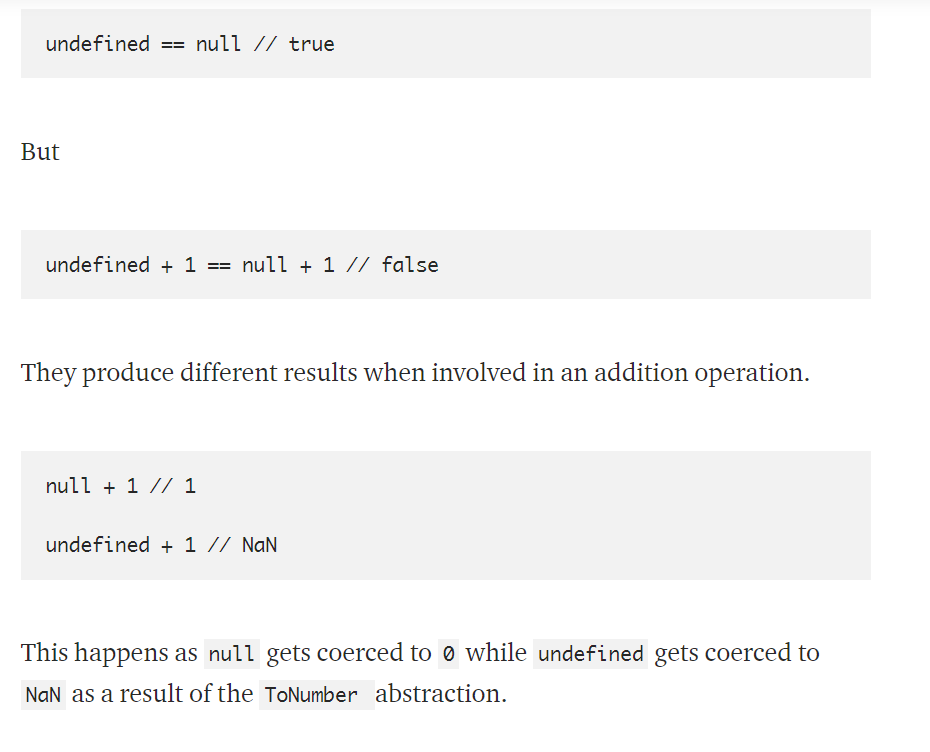 undefined == null // true
But
undefined + 1 == null + 1 // false
They produce different results when involved in an addition operation.
null + 1 // 1
undefined + 1 // NaN
This happens as null gets coerced to 0 while undefined gets coerced to
NaN as a result of the ToNumber abstraction.